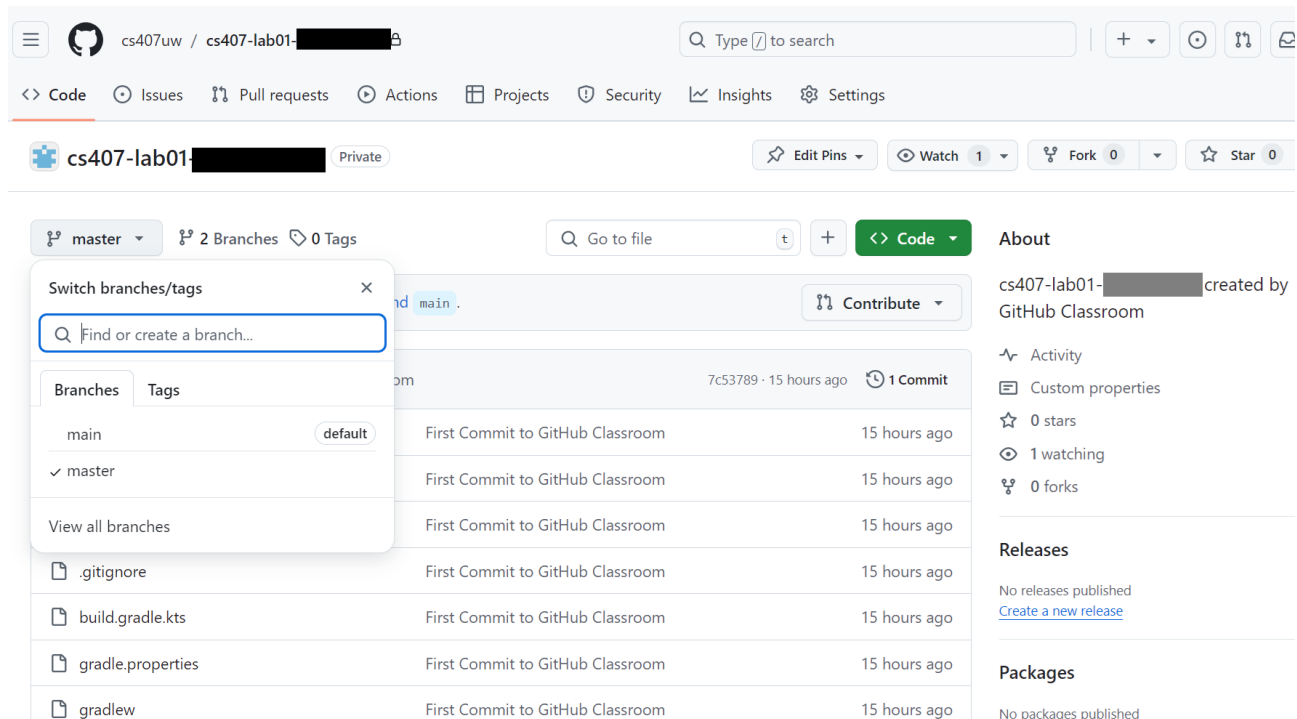 cs407uw / cs407-lab01-
Type / to search
Code Issues Pull requests Actions Projects Security Insights Settings
cs407-lab01- Private
Edit Pins Watch 1 Fork 0 Star 0
master 2 Branches 0 Tags
Go to file t
Code
About
Switch branches/tags
main .
Contribute
cs407-lab01- created by
GitHub Classroom
Find or create a branch...
7c53789 · 15 hours ago 1 Commit
Activity
Branches Tags
Custom properties
0 stars
main default
First Commit to GitHub Classroom 15 hours ago
1 watching
master
First Commit to GitHub Classroom 15 hours ago
0 forks
View all branches
First Commit to GitHub Classroom 15 hours ago
Releases
.gitignore First Commit to GitHub Classroom 15 hours ago
No releases published
build.gradle.kts First Commit to GitHub Classroom 15 hours ago
Create a new release
gradle.properties First Commit to GitHub Classroom 15 hours ago
Packages
gradlew First Commit to GitHub Classroom 15 hours ago
No packages published